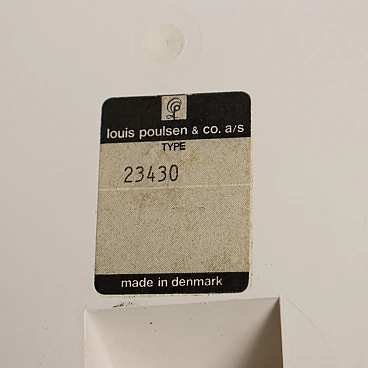 louis poulsen & co. a/s
TYPE
23430
made in denmark